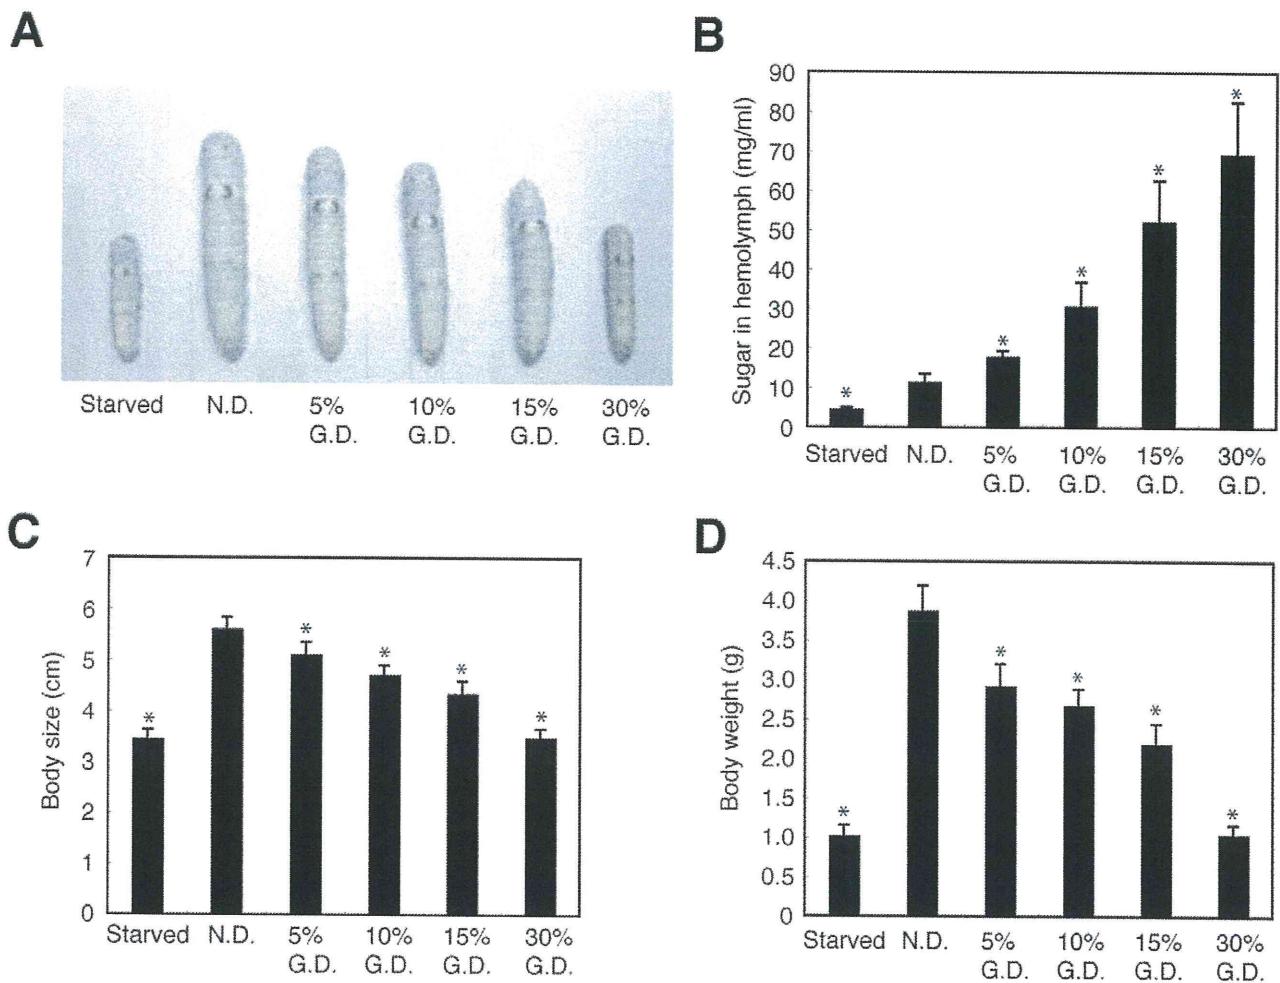 A
Starved N.D. 5% 10% 15% 30%
G.D. G.D. G.D. G.D.
B
Sugar in hemolymph (mg/ml)
90
80
70
60
50
40
30
20
10
0
* * * * *
Starved N.D. 5% 10% 15% 30%
G.D. G.D. G.D. G.D.
C
Body size (cm)
7
6
5
4
3
2
1
0
* * * * *
Starved N.D. 5% 10% 15% 30%
G.D. G.D. G.D. G.D.
D
Body weight (g)
4.5
4.0
3.5
3.0
2.5
2.0
1.5
1.0
0.5
0
* * * * *
Starved N.D. 5% 10% 15% 30%
G.D. G.D. G.D. G.D.